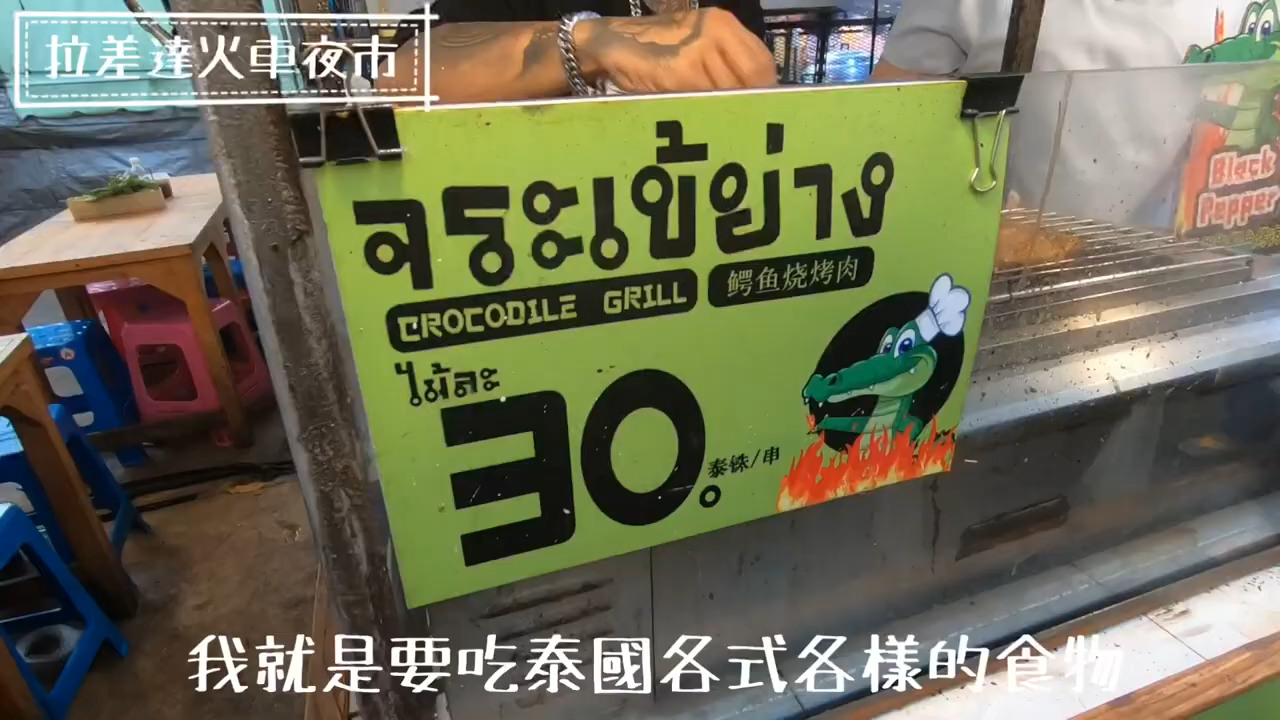 拉差達火車夜市
จระเข้ย่าง
CROCODILE GRILL
鳄鱼烧烤肉
ไม้ละ
30.
泰铢/串
Black
Pepper
我就是要吃泰國各式各樣的食物